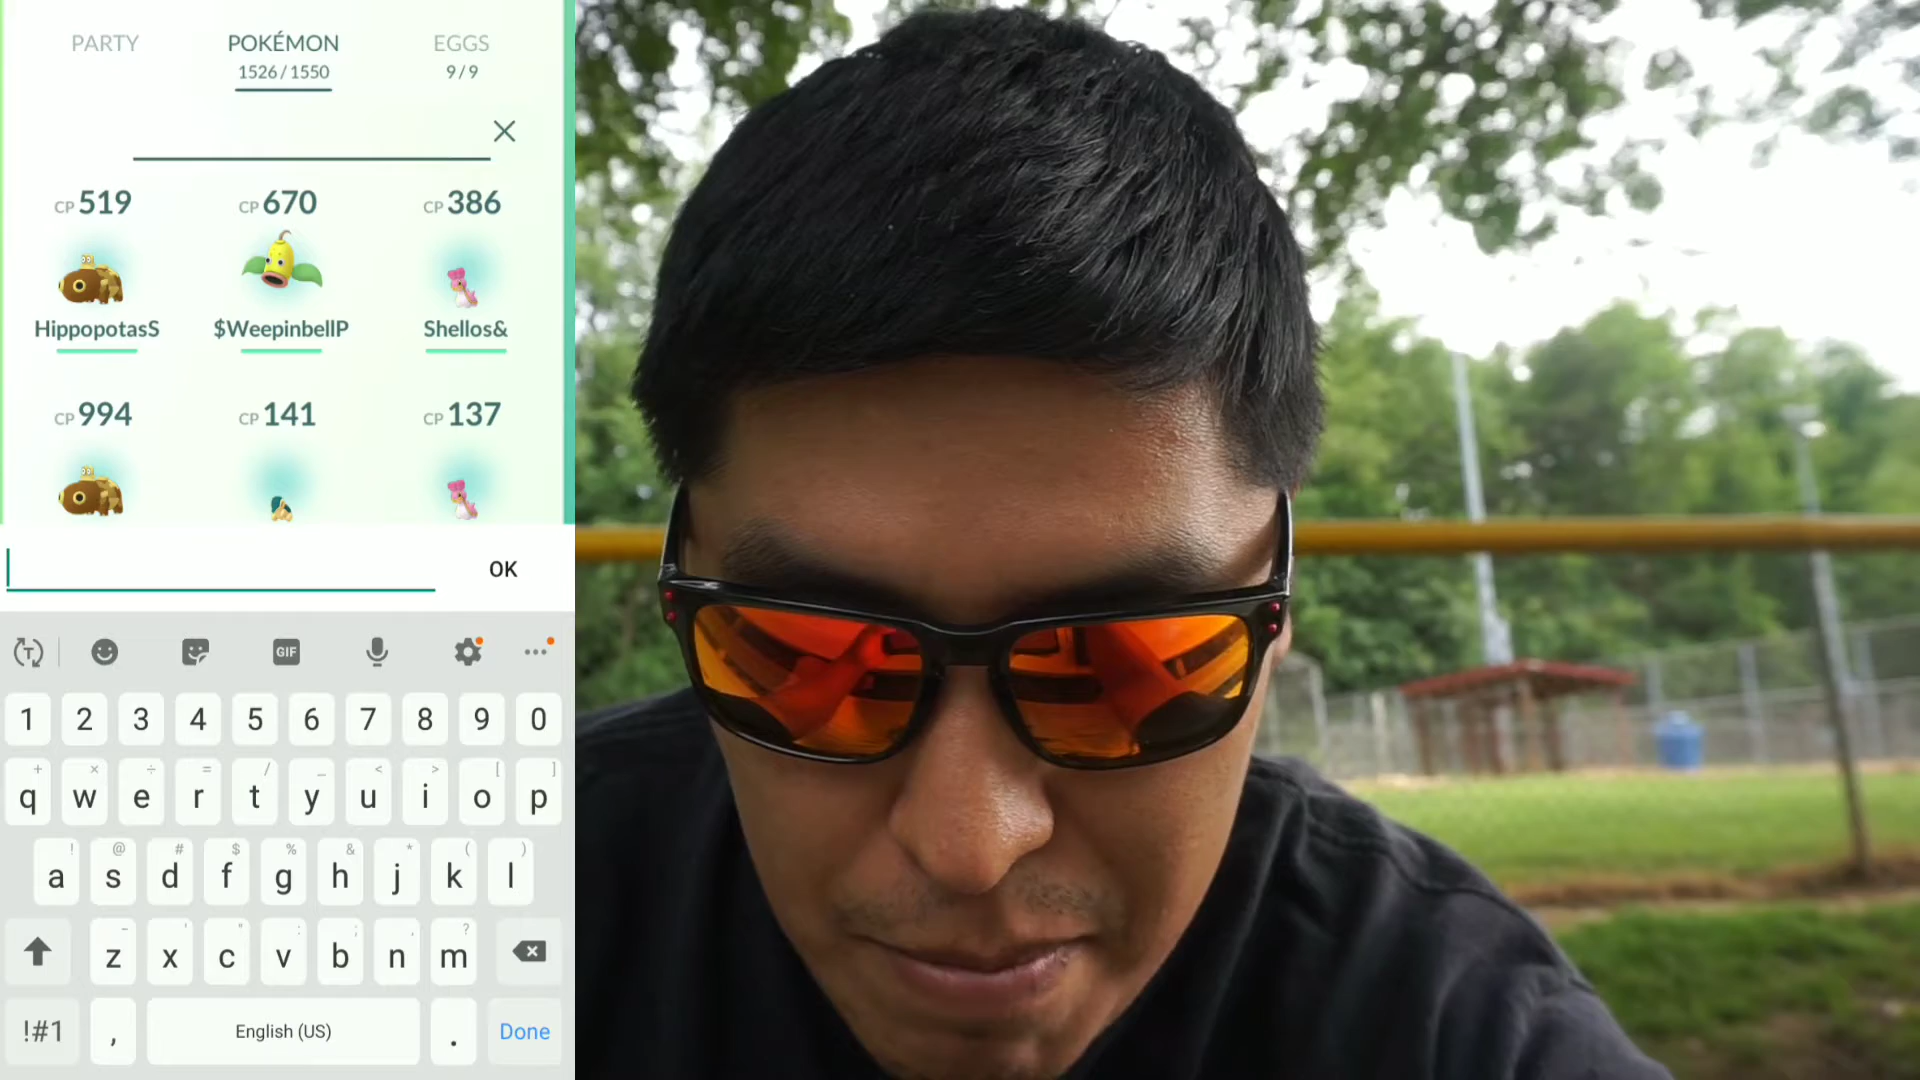 PARTY POKÉMON EGGS
1526 / 1550 9 / 9
CP 519 CP 670 CP 386
HippopotasS $WeepinbellP Shellos&
CP 994 CP 141 CP 137
OK
T GIF
1 2 3 4 5 6 7 8 9 0
+ × ÷ = / _ < > [ ]
q w e r t y u i o p
! @ # $ % & * ( )
a s d f g h j k l
- ' " : ; , ?
z x c v b n m
!#1 , English (US) . Done